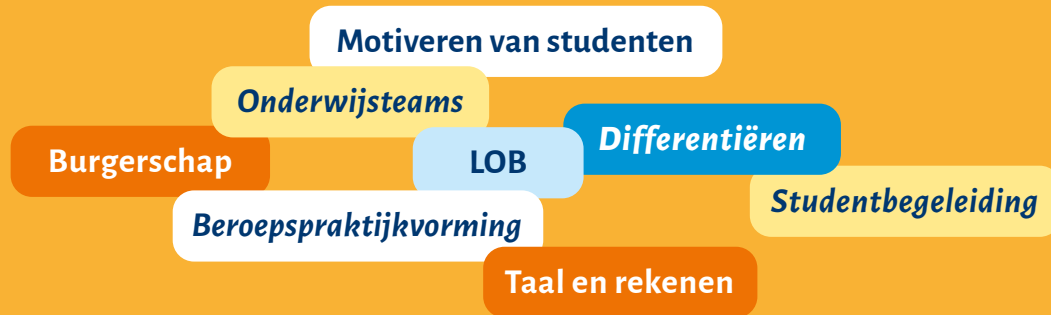 Motiveren van studenten
Onderwijsteams
Differentiëren
Burgerschap
LOB
Studentbegeleiding
Beroepspraktijkvorming
Taal en rekenen